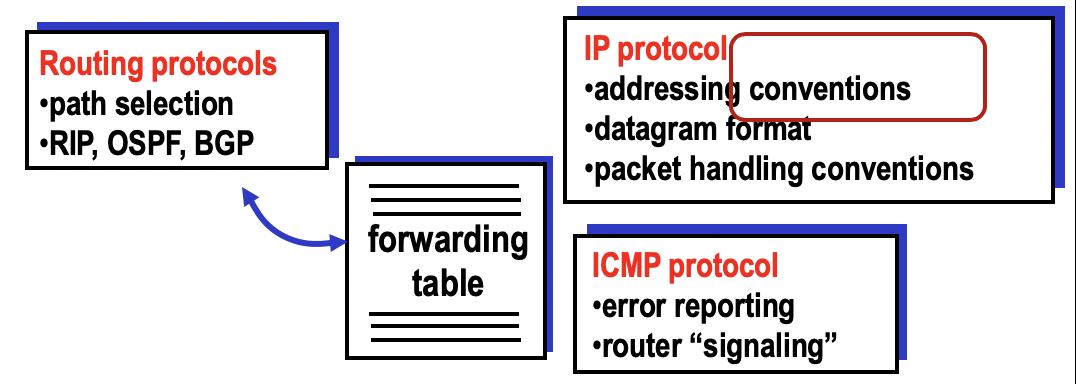 Routing protocols
•path selection
•RIP, OSPF, BGP
forwarding
table
IP protocol
•addressing conventions
•datagram format
•packet handling conventions
ICMP protocol
•error reporting
•router “signaling”